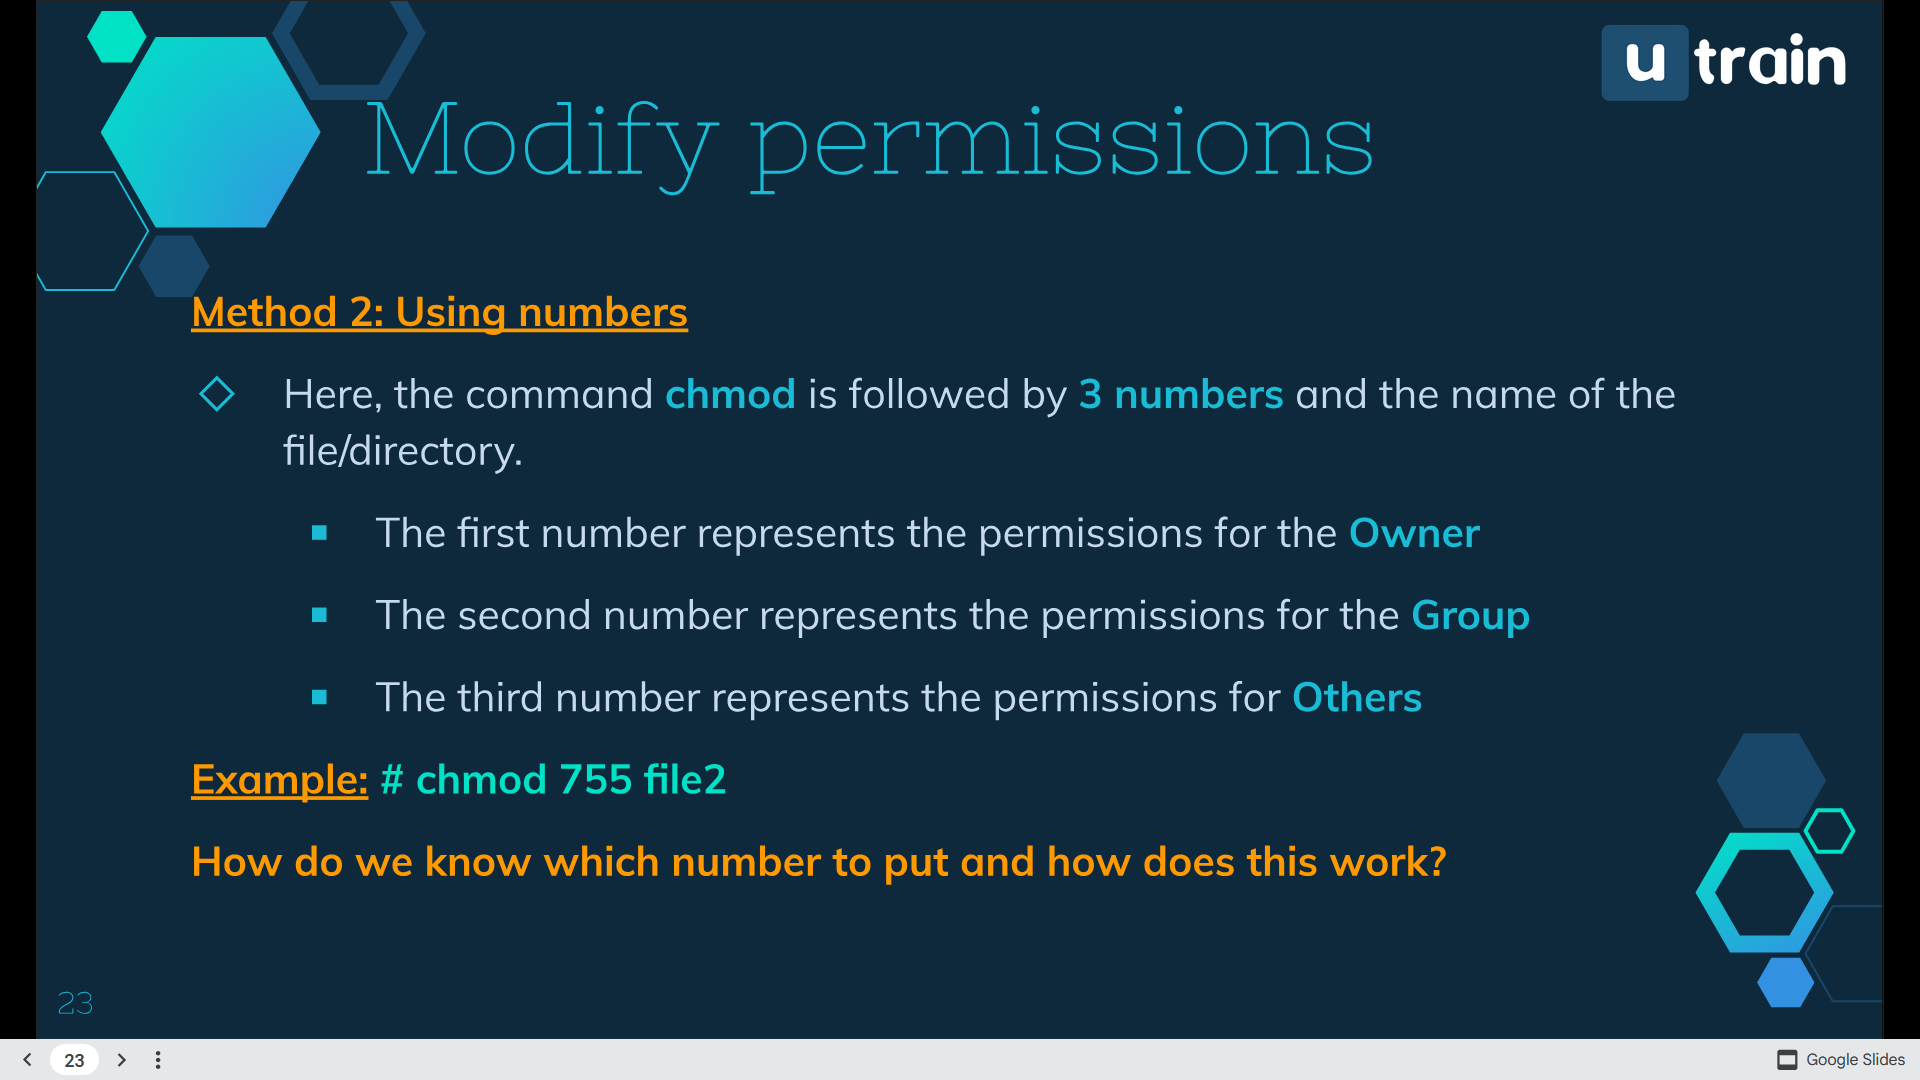 u train
Modify permissions
Method 2: Using numbers
Here, the command chmod is followed by 3 numbers and the name of the
file/directory.
The first number represents the permissions for the Owner
The second number represents the permissions for the Group
The third number represents the permissions for Others
Example: # chmod 755 file2
How do we know which number to put and how does this work?
23
23
Google Slides